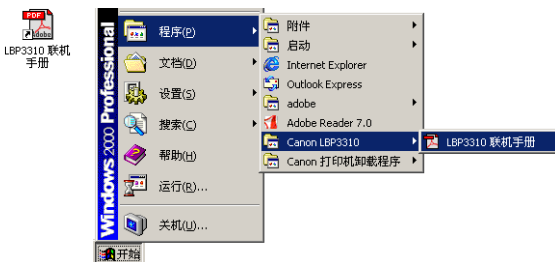 PDF
Adobe
LBP3310 联机
手册
Windows 2000 Professional
程序(P)
文档(D)
设置(S)
搜索(C)
帮助(H)
运行(R)...
关机(U)...
开始
附件
启动
Internet Explorer
Outlook Express
adobe
Adobe Reader 7.0
Canon LBP3310
Canon 打印机卸载程序
LBP3310 联机手册